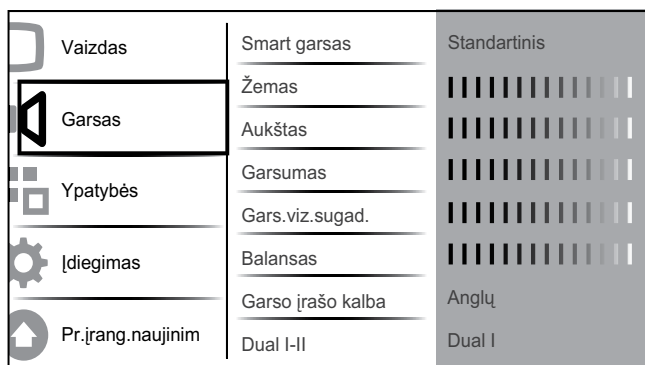 Vaizdas
Garsas
Ypatybės
Įdiegimas
Pr.įrang.naujinim
Smart garsas
Žemas
Aukštas
Garsumas
Gars.viz.sugad.
Balansas
Garso įrašo kalba
Dual I-II
Standartinis
Anglų
Dual I